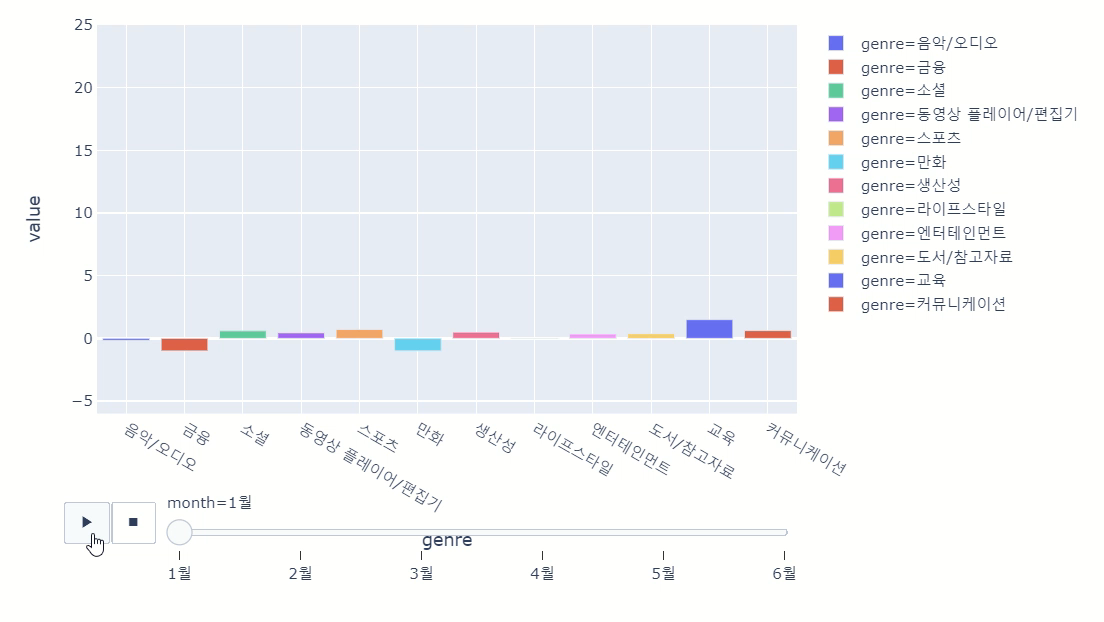 25
20
15
10
5
0
−5
value
음악/오디오
금융
소셜
동영상 플레이어/편집기
스포츠
만화
생산성
라이프스타일
엔터테인먼트
도서/참고자료
교육
커뮤니케이션
genre=음악/오디오
genre=금융
genre=소셜
genre=동영상 플레이어/편집기
genre=스포츠
genre=만화
genre=생산성
genre=라이프스타일
genre=엔터테인먼트
genre=도서/참고자료
genre=교육
genre=커뮤니케이션
month=1월
genre
1월 2월 3월 4월 5월 6월